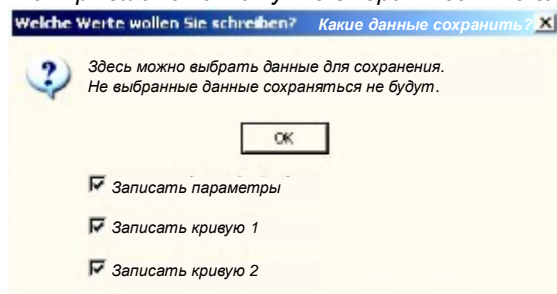 Welche Werte wollen Sie schreiben? Какие данные сохранить?
Здесь можно выбрать данные для сохранения.
Не выбранные данные сохраняться не будут.
OK
Записать параметры
Записать кривую 1
Записать кривую 2